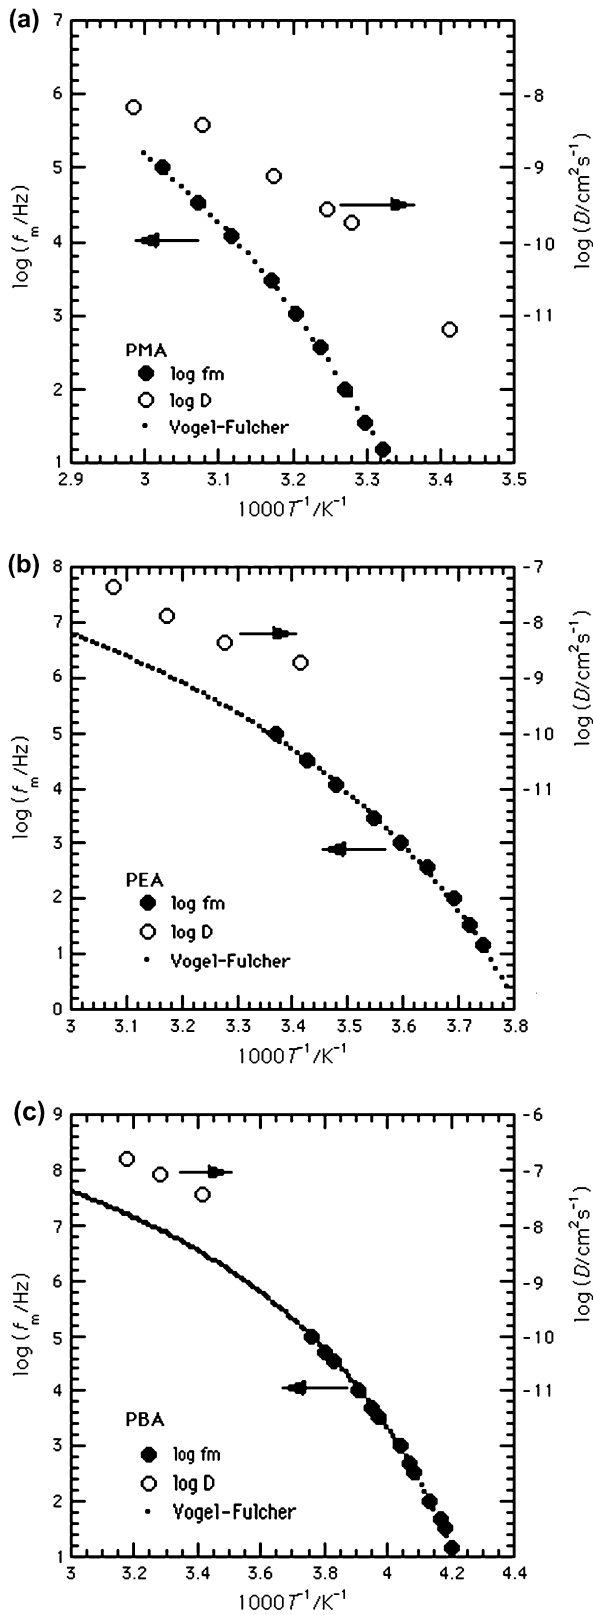 (a)
7
6
5
4
3
2
1
log (fm/Hz)
-8
-9
-10
-11
log (D/cm²s⁻¹)
PMA
log fm
log D
Vogel-Fulcher
2.9 3 3.1 3.2 3.3 3.4 3.5
1000T⁻¹/K⁻¹
(b)
8
7
6
5
4
3
2
1
0
log (fm/Hz)
-7
-8
-9
-10
-11
log (D/cm²s⁻¹)
PEA
log fm
log D
Vogel-Fulcher
3 3.1 3.2 3.3 3.4 3.5 3.6 3.7 3.8
1000T⁻¹/K⁻¹
(c)
9
8
7
6
5
4
3
2
1
log (fm/Hz)
-6
-7
-8
-9
-10
-11
log (D/cm²s⁻¹)
PBA
log fm
log D
Vogel-Fulcher
3 3.2 3.4 3.6 3.8 4 4.2 4.4
1000T⁻¹/K⁻¹